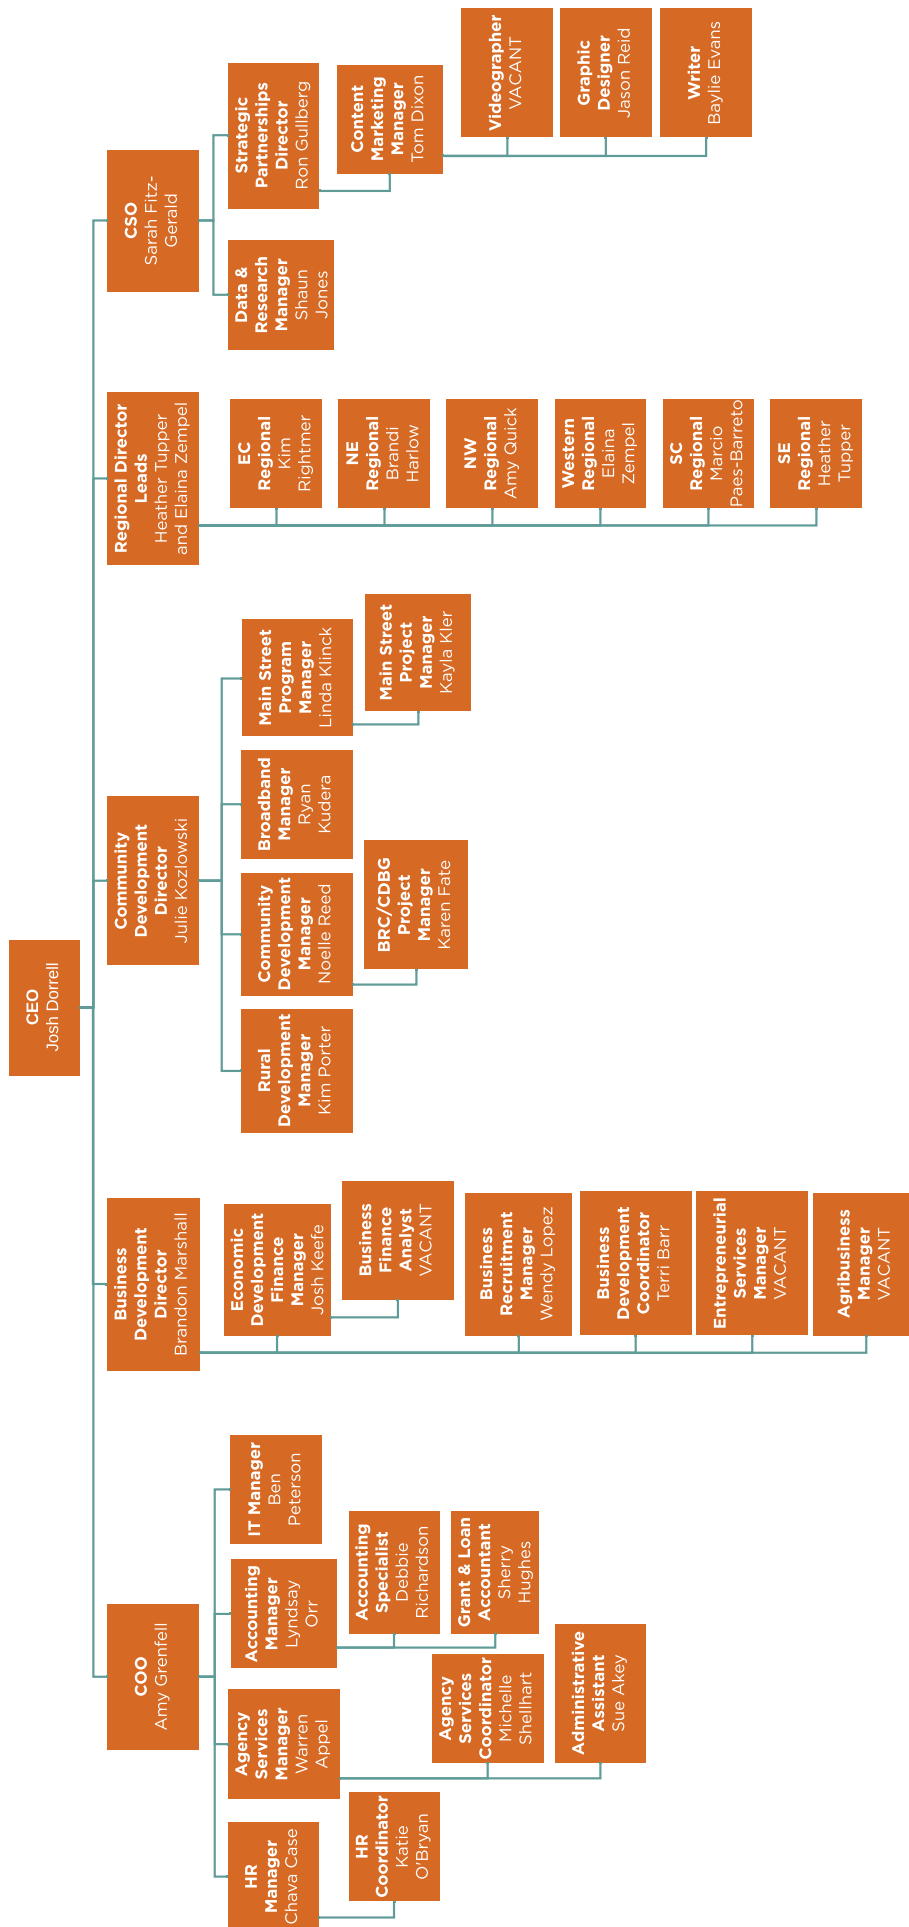 CEO
Josh Dorrell
COO
Amy Grenfell
HR
Manager
Chava Case
HR
Coordinator
Katie
O'Bryan
Agency
Services
Manager
Warren
Appel
Agency
Services
Coordinator
Michelle
Shellhart
Administrative
Assistant
Sue Akey
Accounting
Manager
Lyndsay
Orr
Accounting
Specialist
Debbie
Richardson
Grant & Loan
Accountant
Sherry
Hughes
IT Manager
Ben
Peterson
Business
Development
Director
Brandon Marshall
Economic
Development
Finance
Manager
Josh Keefe
Business
Finance
Analyst
VACANT
Business
Recruitment
Manager
Wendy Lopez
Business
Development
Coordinator
Terri Barr
Entrepreneurial
Services
Manager
VACANT
Agribusiness
Manager
VACANT
Community
Development
Director
Julie Kozlowski
Rural
Development
Manager
Kim Porter
Community
Development
Manager
Noelle Reed
BRC/CDBG
Project
Manager
Karen Fate
Broadband
Manager
Ryan
Kudera
Main Street
Program
Manager
Linda Klinck
Main Street
Project
Manager
Kayla Kler
Regional Director
Leads
Heather Tupper
and Elaina Zempel
EC
Regional
Kim
Rightmer
NE
Regional
Brandi
Harlow
NW
Regional
Amy Quick
Western
Regional
Elaina
Zempel
SC
Regional
Marcio
Paes-Barreto
SE
Regional
Heather
Tupper
CSO
Sarah Fitz-
Gerald
Data &
Research
Manager
Shaun
Jones
Strategic
Partnerships
Director
Ron Gullberg
Content
Marketing
Manager
Tom Dixon
Videographer
VACANT
Graphic
Designer
Jason Reid
Writer
Baylie Evans